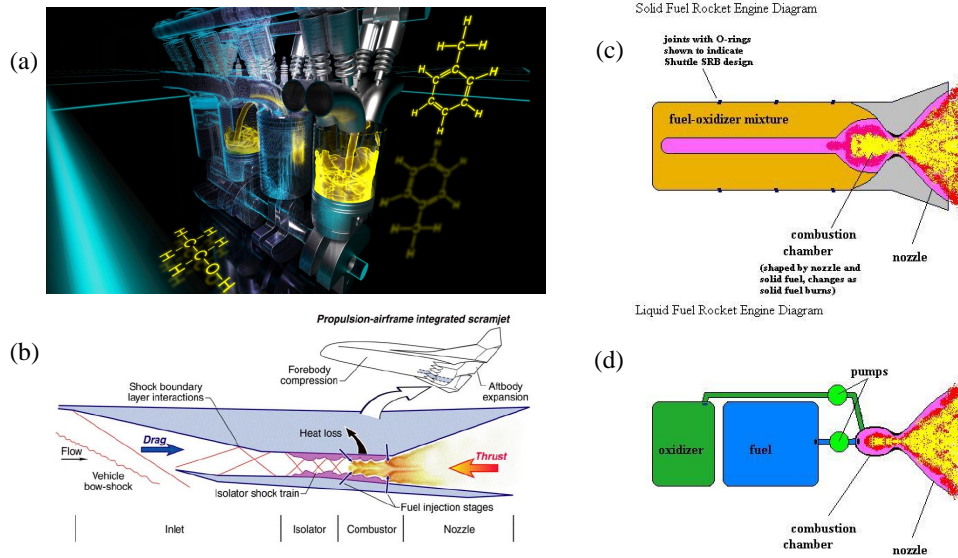 (a)
H
H
C
H
H
H
H
H
H
H
H
H
C
H
H
H
H
H
C
C
O
H
H
H
(b)
Propulsion-airframe integrated scramjet
Forebody
compression
Aftbody
expansion
Shock boundary
layer interactions
Heat loss
Drag
Flow
Thrust
Vehicle
bow-shock
Isolator shock train
Fuel injection stages
Inlet
Isolator
Combustor
Nozzle
Solid Fuel Rocket Engine Diagram
(c)
joints with O-rings
shown to indicate
Shuttle SRB design
fuel-oxidizer mixture
combustion
chamber
(shaped by nozzle and
solid fuel, changes as
solid fuel burns)
nozzle
Liquid Fuel Rocket Engine Diagram
(d)
pumps
oxidizer
fuel
combustion
chamber
nozzle